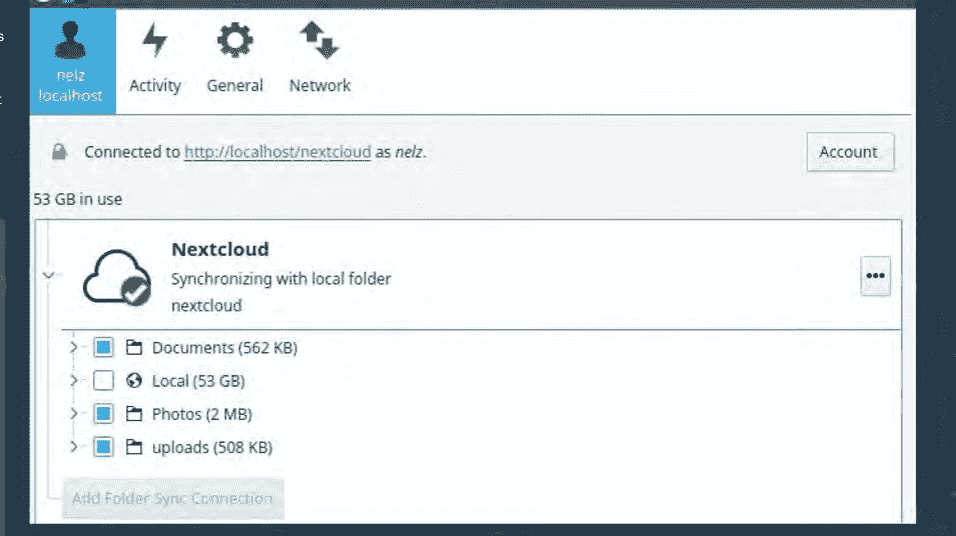 nelz
localhost
Activity
General
Network
Connected to http://localhost/nextcloud as nelz.
Account
53 GB in use
Nextcloud
Synchronizing with local folder
nextcloud
Documents (562 KB)
Local (53 GB)
Photos (2 MB)
uploads (508 KB)
Add Folder Sync Connection